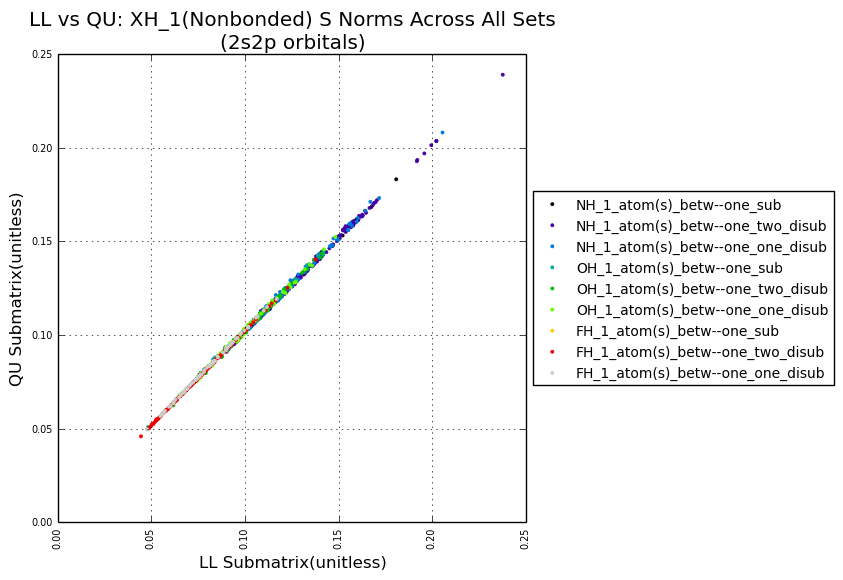 LL vs QU: XH_1(Nonbonded) S Norms Across All Sets
(2s2p orbitals)
0.25
0.20
0.15
0.10
0.05
0.00
QU Submatrix(unitless)
0.00
0.05
0.10
0.15
0.20
0.25
LL Submatrix(unitless)
NH_1_atom(s)_betw--one_sub
NH_1_atom(s)_betw--one_two_disub
NH_1_atom(s)_betw--one_one_disub
OH_1_atom(s)_betw--one_sub
OH_1_atom(s)_betw--one_two_disub
OH_1_atom(s)_betw--one_one_disub
FH_1_atom(s)_betw--one_sub
FH_1_atom(s)_betw--one_two_disub
FH_1_atom(s)_betw--one_one_disub